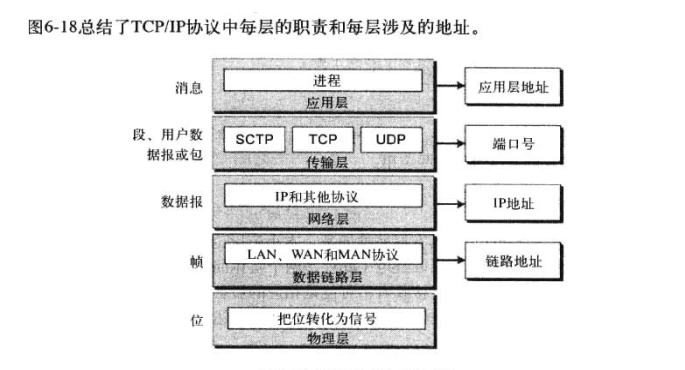 图6-18总结了TCP/IP协议中每层的职责和每层涉及的地址。
消息
进程
应用层
应用层地址
段、用户数
据报或包
SCTP
TCP
UDP
传输层
端口号
数据报
IP和其他协议
网络层
IP地址
帧
LAN、WAN和MAN协议
数据链路层
链路地址
位
把位转化为信号
物理层